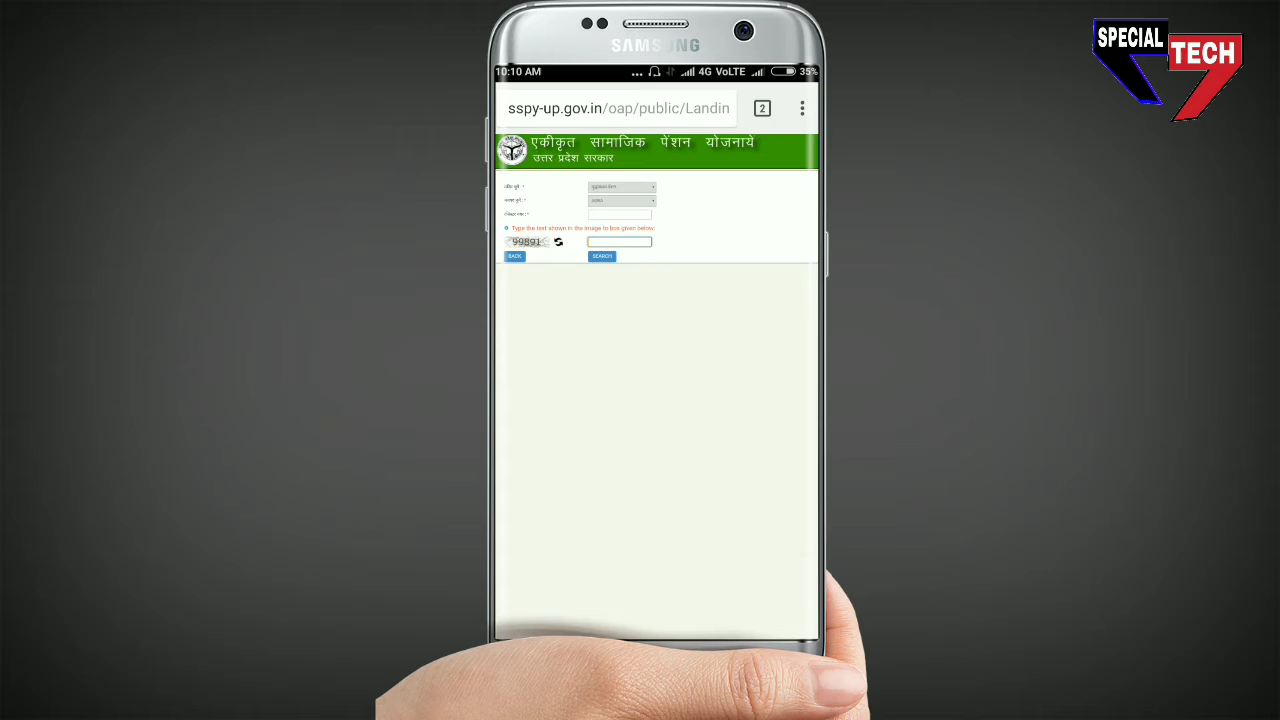 SPECIAL
TECH
SAMSUNG
10:10 AM ... 4G VoLTE 35%
sspy-up.gov.in/oap/public/Landin 2
एकीकृत सामाजिक पेंशन योजनाये
उत्तर प्रदेश सरकार
Type the text shown in the image to box given below:
99891
BACK SEARCH